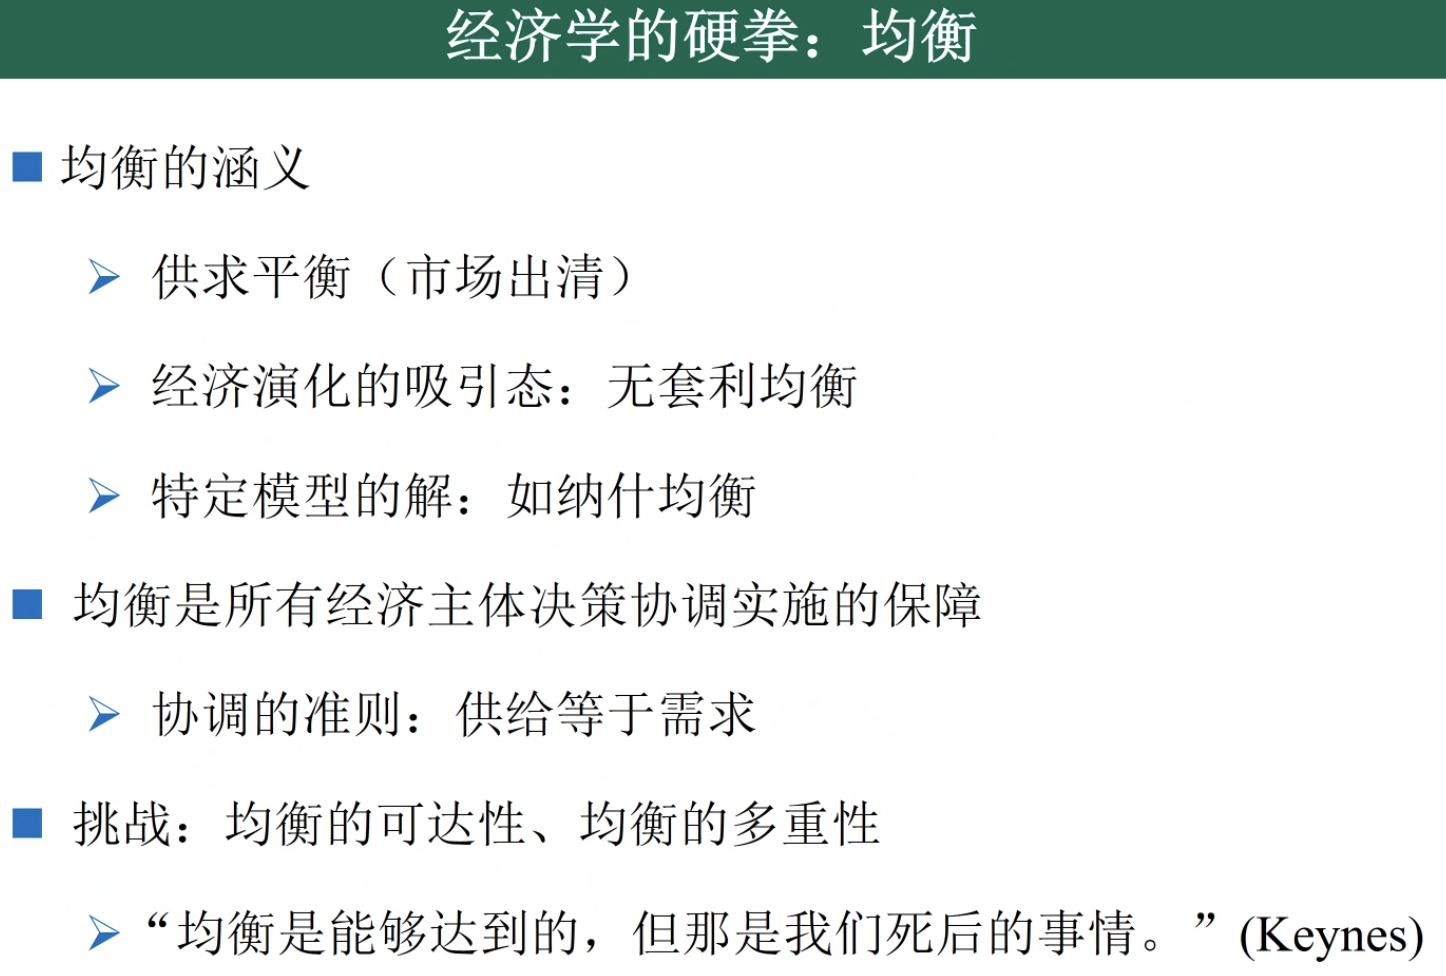 经济学的硬拳：均衡
均衡的涵义
供求平衡（市场出清）
经济演化的吸引态：无套利均衡
特定模型的解：如纳什均衡
均衡是所有经济主体决策协调实施的保障
协调的准则：供给等于需求
挑战：均衡的可达性、均衡的多重性
“均衡是能够达到的，但那是我们死后的事情。”(Keynes)